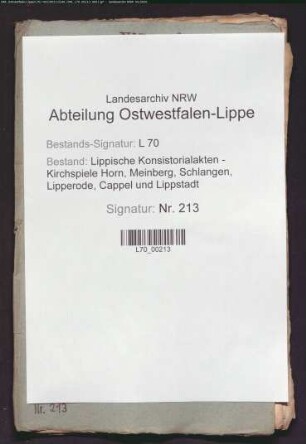 Landesarchiv NRW
Abteilung Ostwestfalen-Lippe
Bestands-Signatur: L 70
Bestand: Lippische Konsistorialakten -
Kirchspiele Horn, Meinberg, Schlangen,
Lipperode, Cappel und Lippstadt
Signatur: Nr. 213
L70_00213
Nr. 213